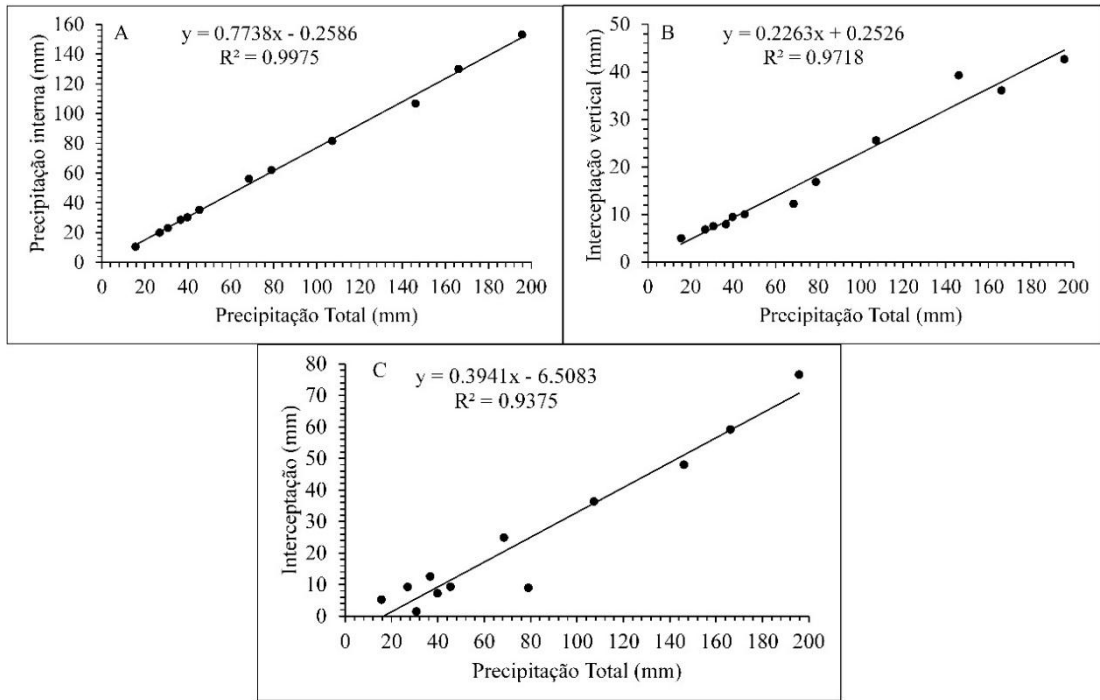 A
y = 0.7738x - 0.2586
R² = 0.9975
Precipitação interna (mm)
160
140
120
100
80
60
40
20
0
0 20 40 60 80 100 120 140 160 180 200
Precipitação Total (mm)
B
y = 0.2263x + 0.2526
R² = 0.9718
Interceptação vertical (mm)
50
40
30
20
10
0
0 20 40 60 80 100 120 140 160 180 200
Precipitação Total (mm)
C
y = 0.3941x - 6.5083
R² = 0.9375
Interceptação (mm)
80
70
60
50
40
30
20
10
0
0 20 40 60 80 100 120 140 160 180 200
Precipitação Total (mm)